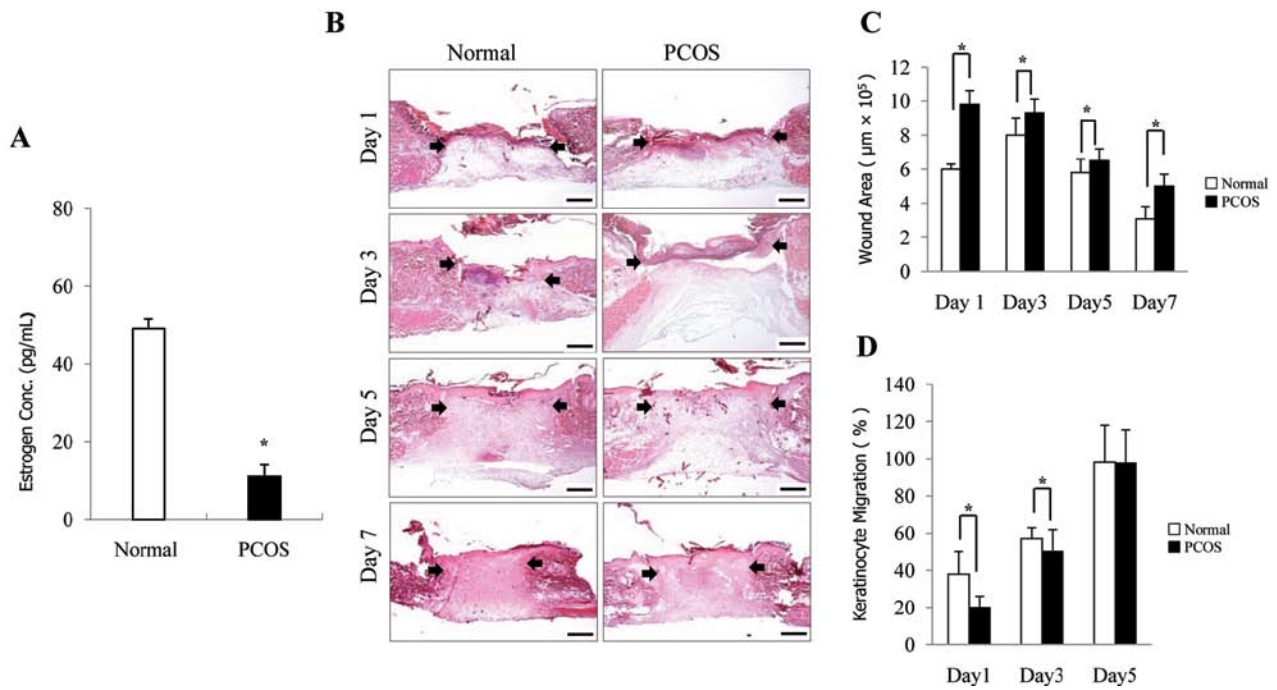 A
Estrogen Conc. (pg/mL)
80
60
40
20
0
*
Normal
PCOS
B
Normal
PCOS
Day 1
Day 3
Day 5
Day 7
C
Wound Area ( μm × 10⁵)
12
10
8
6
4
2
0
*
*
*
*
Day 1
Day3
Day5
Day7
Normal
PCOS
D
Keratinocyte Migration ( %)
140
120
100
80
60
40
20
0
*
*
Day1
Day3
Day5
Normal
PCOS